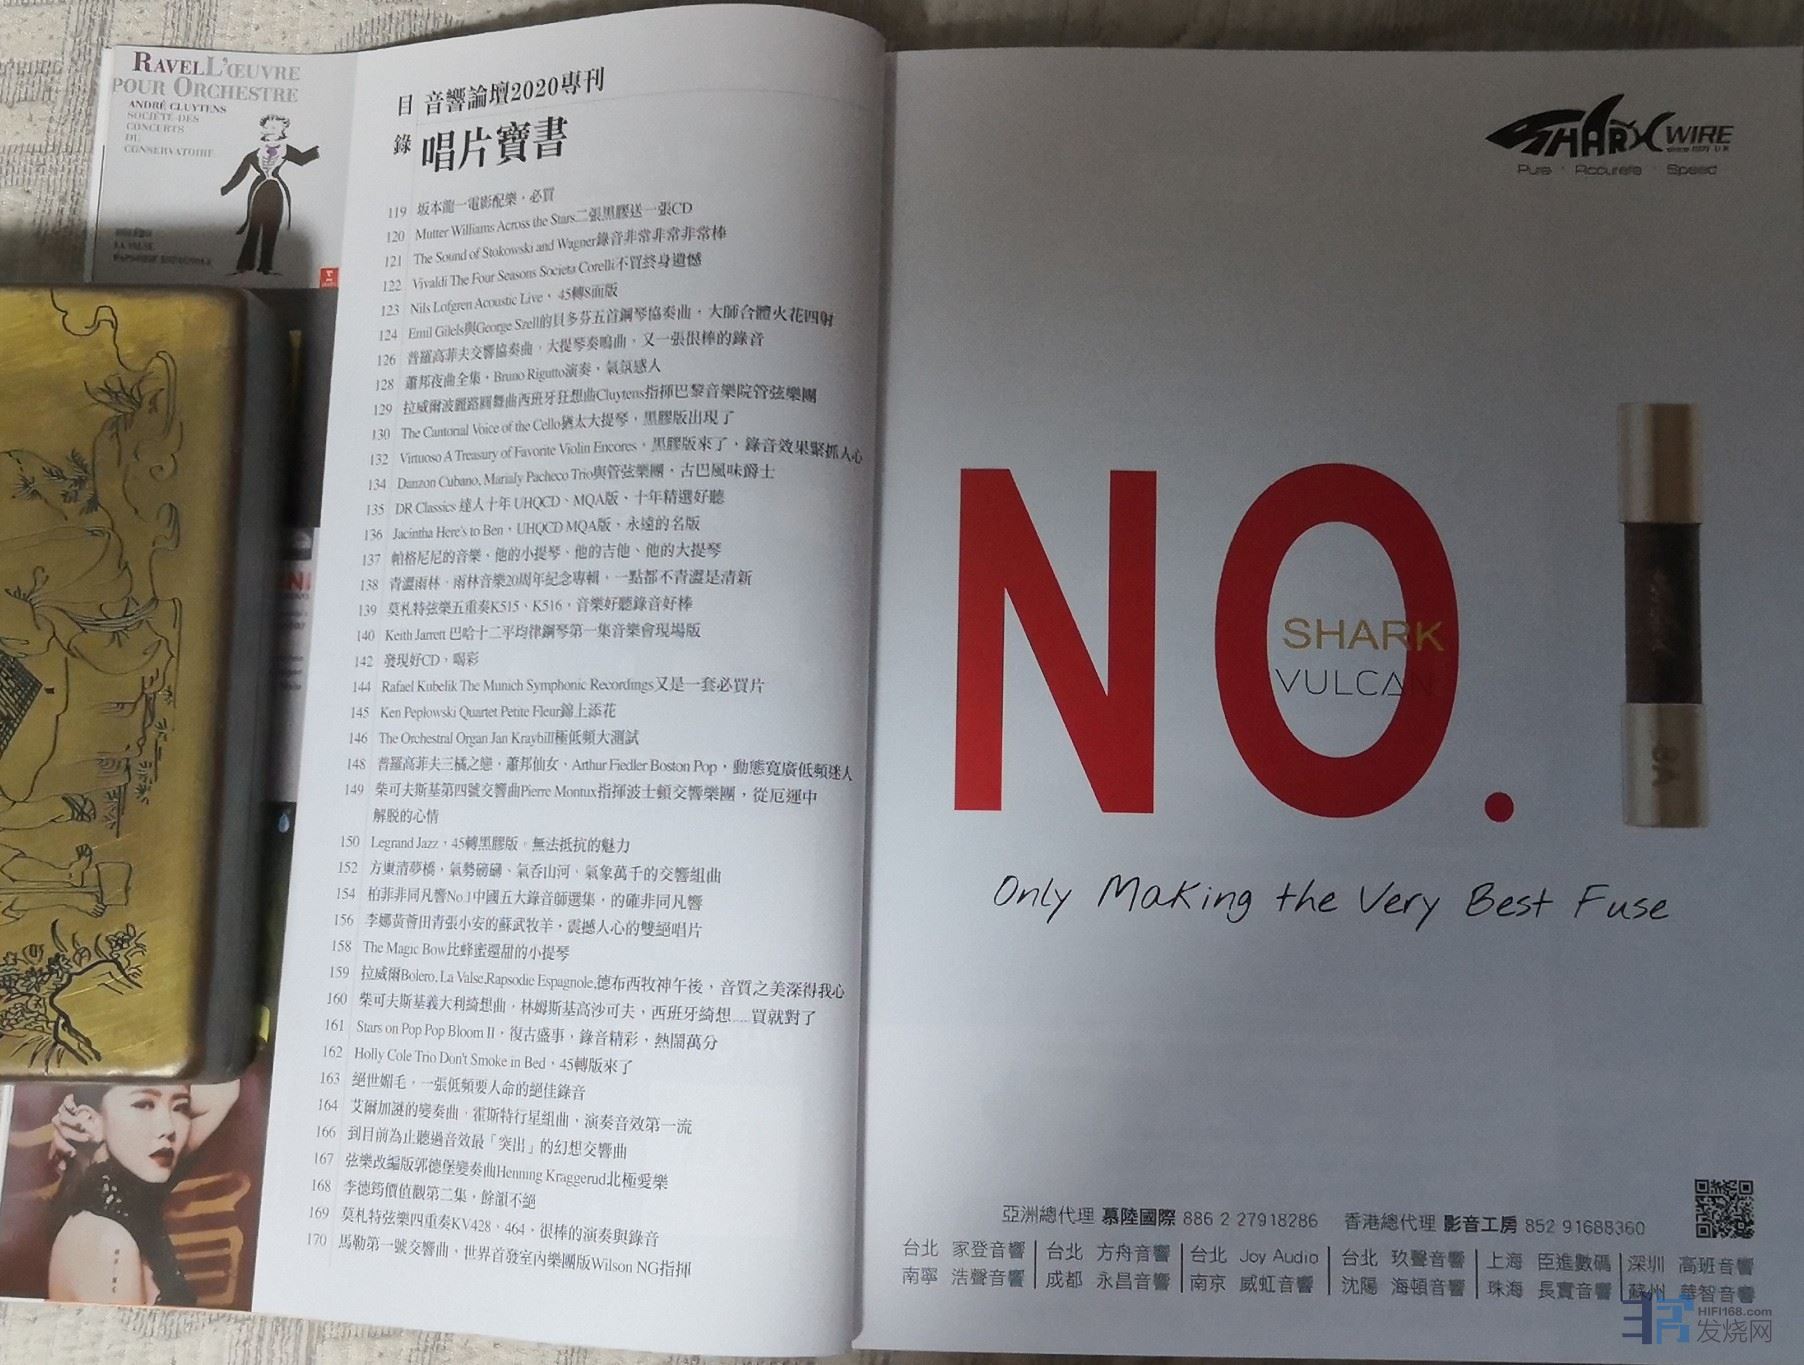 RAVEL L'ŒUVRE
POUR ORCHESTRE
ANDRÉ CLUYTENS
SOCIÉTÉ DES
CONCERTS
DU
CONSERVATOIRE
BOLÉRO
LA VALSE
RAPSODIE ESPAGNOLE
目錄
音響論壇2020專刊
唱片寶書
119 坂本龍一電影配樂，必買
120 Mutter Williams Across the Stars二張黑膠送一張CD
121 The Sound of Stokowski and Wagner錄音非常非常非常棒
122 Vivaldi The Four Seasons Societa Corelli不買終身遺憾
123 Nils Lofgren Acoustic Live，45轉8面版
124 Emil Gilels與George Szell的貝多芬五首鋼琴協奏曲，大師合體火花四射
126 普羅高菲夫交響協奏曲，大提琴奏鳴曲，又一張很棒的錄音
128 蕭邦夜曲全集，Bruno Rigutto演奏，氣氛感人
129 拉威爾波麗路圓舞曲西班牙狂想曲Cluytens指揮巴黎音樂院管弦樂團
130 The Cantorial Voice of the Cello猶太大提琴，黑膠版出現了
132 Virtuoso A Treasury of Favorite Violin Encores，黑膠版來了，錄音效果緊抓人心
134 Danzon Cubano, Marialy Pacheco Trio與管弦樂團，古巴風味爵士
135 DR Classics 達人十年 UHQCD、MQA版，十年精選好聽
136 Jacintha Here's to Ben，UHQCD MQA版，永遠的名版
137 帕格尼尼的音樂，他的小提琴、他的吉他、他的大提琴
138 青澀雨林，雨林音樂20周年紀念專輯，一點都不青澀是清新
139 莫札特弦樂五重奏K515、K516，音樂好聽錄音好棒
140 Keith Jarrett 巴哈十二平均律鋼琴第一集音樂會現場版
142 發現好CD，喝彩
144 Rafael Kubelik The Munich Symphonic Recordings又是一套必買片
145 Ken Peplowski Quartet Petite Fleur錦上添花
146 The Orchestral Organ Jan Kraybill極低頻大測試
148 普羅高菲夫三橘之戀，蕭邦仙女、Arthur Fiedler Boston Pop，動態寬廣低頻迷人
149 柴可夫斯基第四號交響曲Pierre Montux指揮波士頓交響樂團，從厄運中
解脫的心情
150 Legrand Jazz，45轉黑膠版。無法抵抗的魅力
152 方東清夢橋，氣勢磅礡、氣吞山河、氣象萬千的交響組曲
154 柏菲非同凡響No.1中國五大錄音師選集，的確非同凡響
156 李娜黃薈田青張小安的蘇武牧羊，震撼人心的雙絕唱片
158 The Magic Bow比蜂蜜還甜的小提琴
159 拉威爾Bolero, La Valse,Rapsodie Espagnole,德布西牧神午後，音質之美深得我心
160 柴可夫斯基義大利綺想曲，林姆斯基高沙可夫，西班牙綺想.....買就對了
161 Stars on Pop Pop Bloom II，復古盛事，錄音精彩，熱鬧萬分
162 Holly Cole Trio Don't Smoke in Bed，45轉版來了
163 絕世媚毛，一張低頻要人命的絕佳錄音
164 艾爾加謎的變奏曲，霍斯特行星組曲，演奏音效第一流
166 到目前為止聽過音效最「突出」的幻想交響曲
167 弦樂改編版郭德堡變奏曲Henning Kraggerud北極愛樂
168 李德筠價值觀第二集，餘韻不絕
169 莫札特弦樂四重奏KV428、464，很棒的演奏與錄音
170 馬勒第一號交響曲，世界首發室內樂團版Wilson NG指揮
SHARK WIRE
since 1971 U.K
Pure · Accurate · Speed
NO.
SHARK
VULCAN
8A
Only Making the Very Best Fuse
亞洲總代理 慕陸國際 886 2 27918286 香港總代理 影音工房 852 91688360
台北 家登音響 | 台北 方舟音響 | 台北 Joy Audio | 台北 玖聲音響 | 上海 臣進數碼 | 深圳 高班音響
南寧 浩聲音響 | 成都 永昌音響 | 南京 威虹音響 | 沈陽 海頓音響 | 珠海 長實音響 | 蘇州 華智音響
HIFI168.com
发烧网